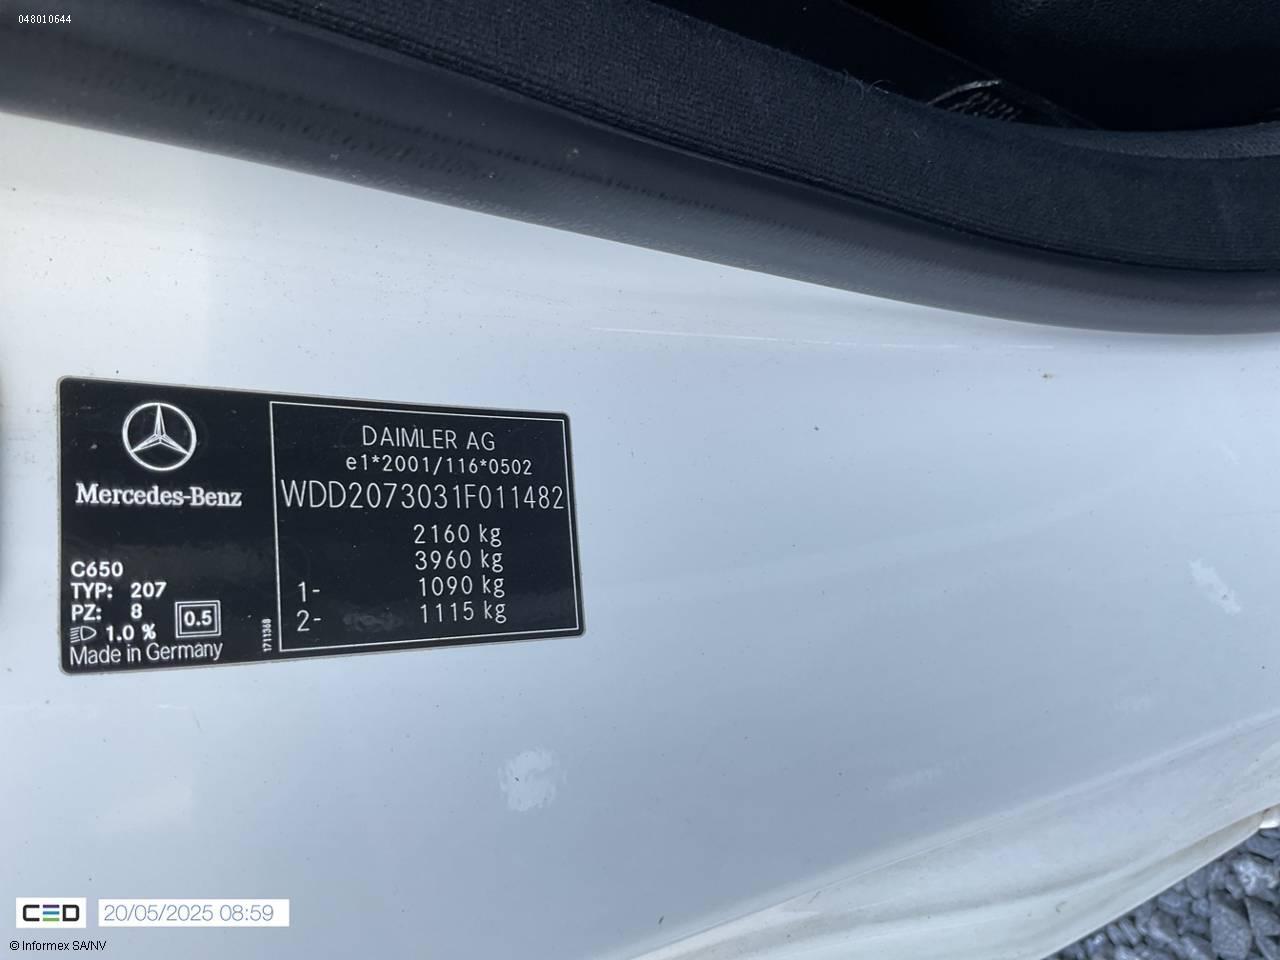 048010644
DAIMLER AG
e1*2001/116*0502
WDD2073031F011482
2160 kg
3960 kg
1- 1090 kg
2- 1115 kg
Mercedes-Benz
C650
TYP: 207
PZ: 8
1.0 % 0.5
Made in Germany
1711368
CED 20/05/2025 08:59
© Informex SA/NV